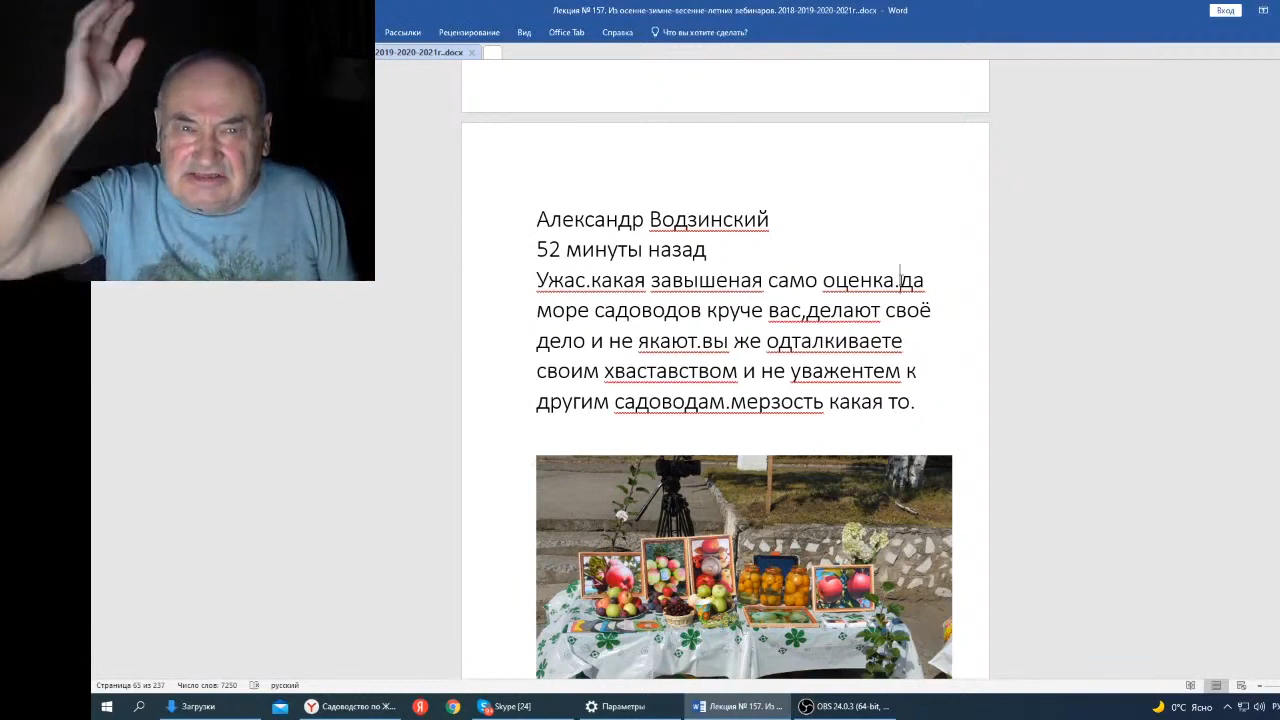 Лекция № 157. Из осенне-зимне-весенне-летних вебинаров. 2018-2019-2020-2021г..docx - Word
Вход
Рассылки Рецензирование Вид Office Tab Справка Что вы хотите сделать?
2019-2020-2021г..docx
Александр Водзинский
52 минуты назад
Ужас.какая завышеная само оценка.да
море садоводов круче вас,делают своё
дело и не якают.вы же одталкиваете
своим хваставством и не уважентем к
другим садоводам.мерзость какая то.
Страница 65 из 237 Число слов: 7250 русский
Загрузки Садоводство по Ж... Skype [24] Параметры Лекция № 157. Из ... OBS 24.0.3 (64-bit, ... 0°C Ясно